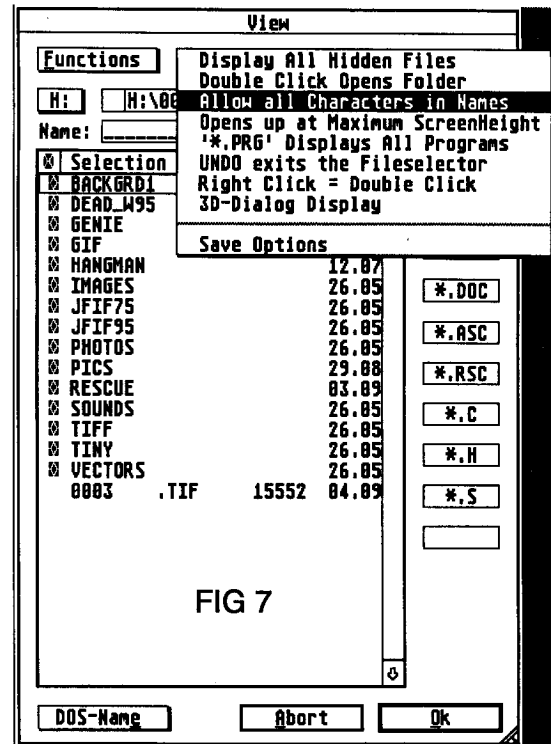 View
Functions
Display All Hidden Files
Double Click Opens Folder
Allow all Characters in Names
Opens up at Maximum ScreenHeight
'*.PRG' Displays All Programs
UNDO exits the Fileselector
Right Click = Double Click
3D-Dialog Display
Save Options
H: H:\
Name:
Selection
BACKGRD1
DEAD_W95
GENIE
GIF
HANGMAN 12.07
IMAGES 26.05
JFIF75 26.05
JFIF95 26.05
PHOTOS 26.05
PICS 29.08
RESCUE 03.09
SOUNDS 26.05
TIFF 26.05
TINY 26.05
VECTORS 26.05
0003 .TIF 15552 04.09
*.DOC
*.ASC
*.RSC
*.C
*.H
*.S
FIG 7
DOS-Name Abort Ok